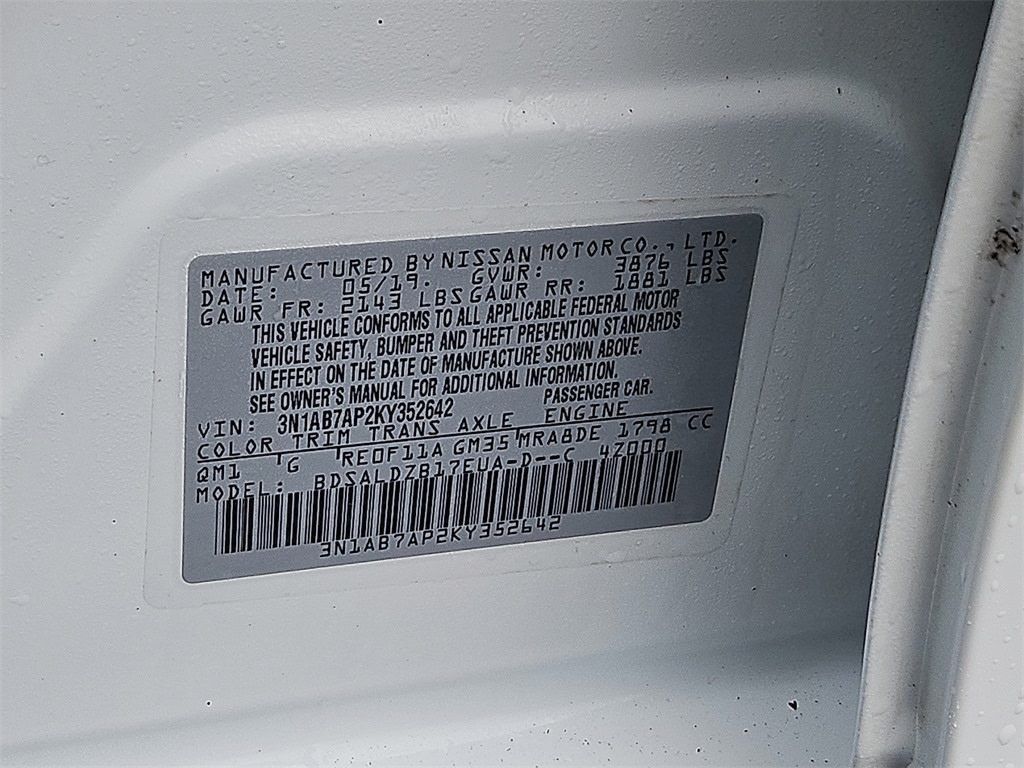 MANUFACTURED BY NISSAN MOTOR CO., LTD.
DATE: 05/19. GVWR: 3876 LBS
GAWR FR: 2143 LBS GAWR RR: 1881 LBS
THIS VEHICLE CONFORMS TO ALL APPLICABLE FEDERAL MOTOR
VEHICLE SAFETY, BUMPER AND THEFT PREVENTION STANDARDS
IN EFFECT ON THE DATE OF MANUFACTURE SHOWN ABOVE.
SEE OWNER'S MANUAL FOR ADDITIONAL INFORMATION.
VIN: 3N1AB7AP2KY352642 PASSENGER CAR.
COLOR TRIM TRANS AXLE ENGINE
QM1 G RE0F11A GM35 MRA8DE 1798 CC
MODEL: BDSALDZB17EUA-D--C 42000
3N1AB7AP2KY352642